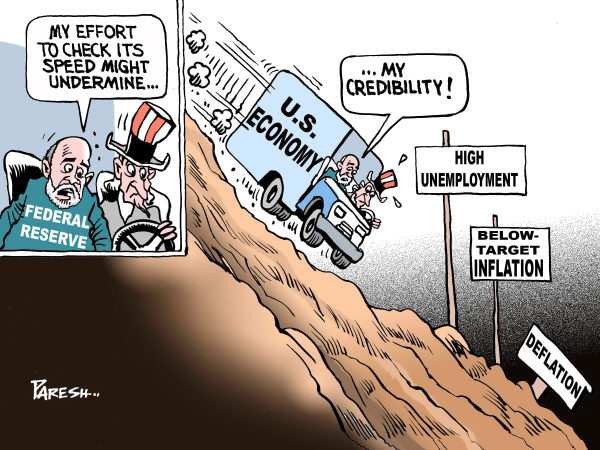 MY EFFORT
TO CHECK ITS
SPEED MIGHT
UNDERMINE...
FEDERAL
RESERVE
U.S.
ECONOMY
... MY
CREDIBILITY!
HIGH
UNEMPLOYMENT
BELOW-
TARGET
INFLATION
DEFLATION
PARESH..